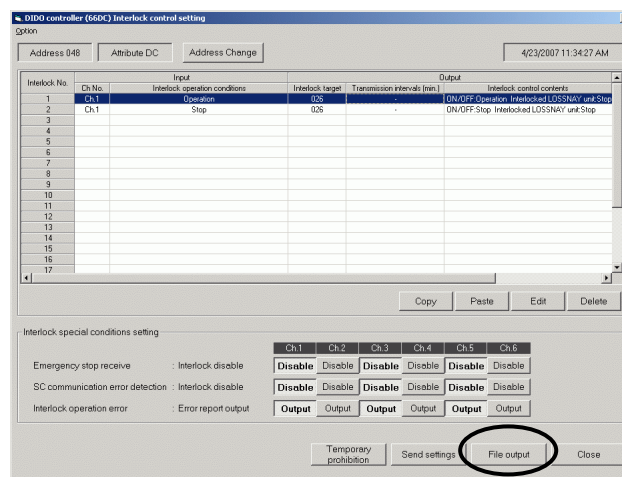 DIDO controller (66DC) Interlock control setting
Option
Address 048 Attribute DC Address Change 4/23/2007 11:34:27 AM
Interlock No. Input Output
Ch No. Interlock operation conditions Interlock target Transmission intervals (min.) Interlock control contents
1 Ch.1 Operation 026 - ON/OFF:Operation Interlocked LOSSNAY unit:Stop
2 Ch.1 Stop 026 - ON/OFF:Stop Interlocked LOSSNAY unit:Stop
3
4
5
6
7
8
9
10
11
12
13
14
15
16
17
Copy Paste Edit Delete
Interlock special conditions setting
Ch.1 Ch.2 Ch.3 Ch.4 Ch.5 Ch.6
Emergency stop receive : Interlock disable Disable Disable Disable Disable Disable Disable
SC communication error detection : Interlock disable Disable Disable Disable Disable Disable Disable
Interlock operation error : Error report output Output Output Output Output Output Output
Temporary prohibition Send settings File output Close